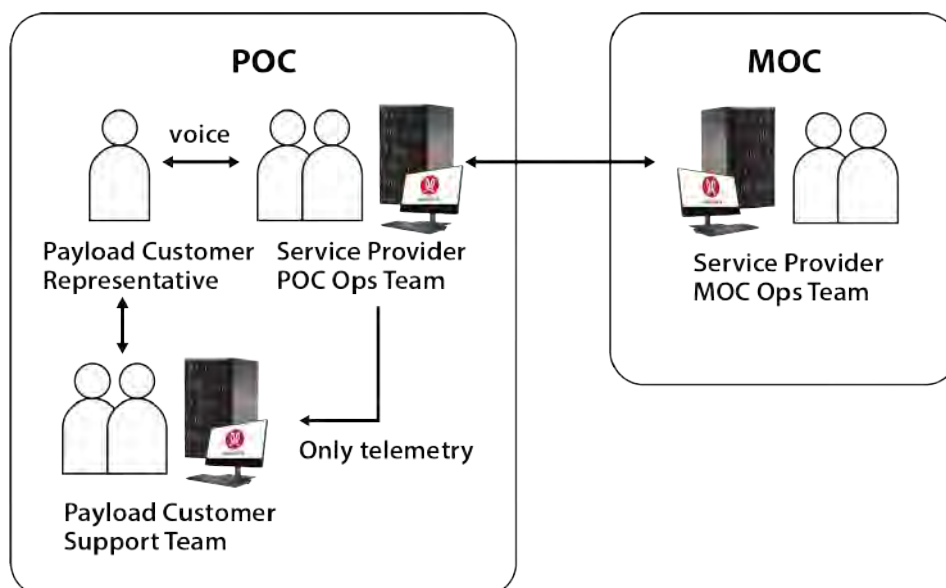 POC
MOC
voice
Payload Customer
Representative
Service Provider
POC Ops Team
Service Provider
MOC Ops Team
Only telemetry
Payload Customer
Support Team